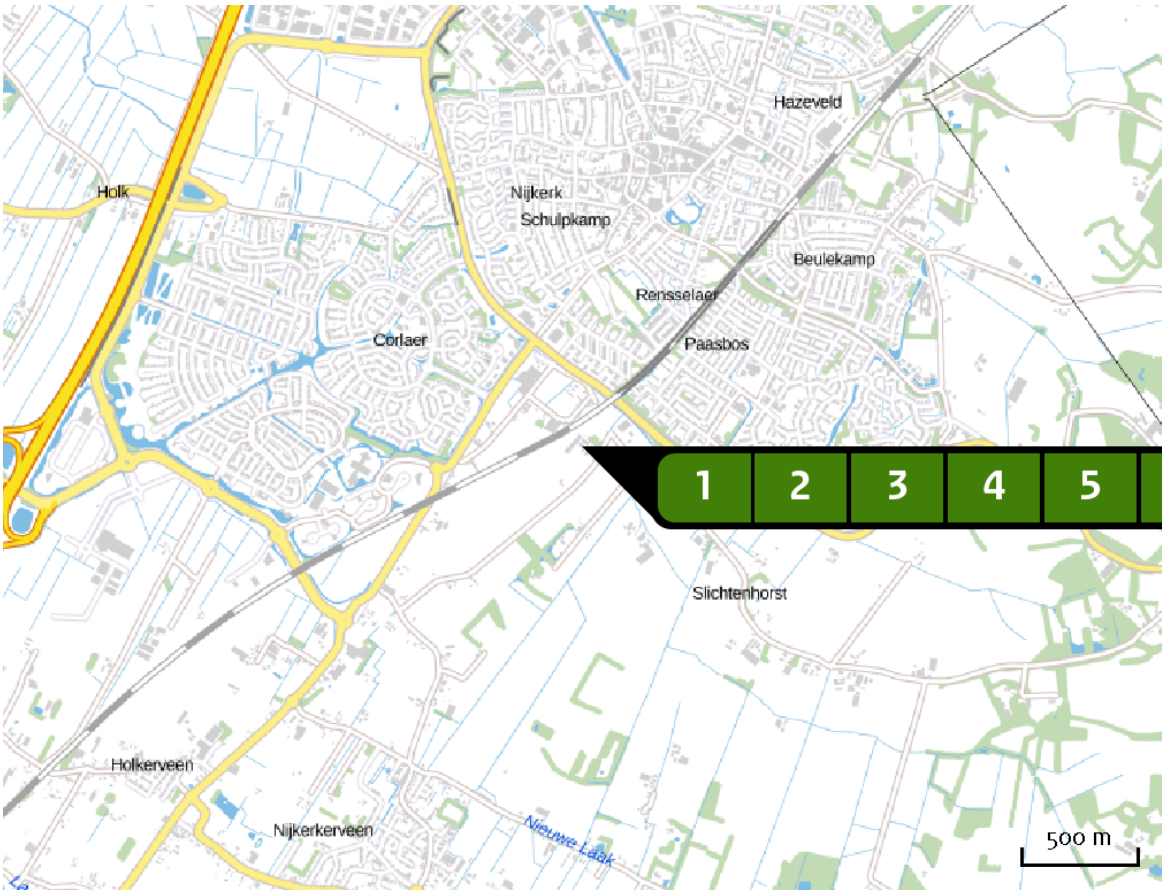 Hazeveld
Holk
Nijkerk
Schulpkamp
Beulekamp
Rensselaer
Corlaer
Paasbos
1 2 3 4 5
Slichtenhorst
Holkerveen
Nijkerkerveen
Nieuwe Laak
500 m
La